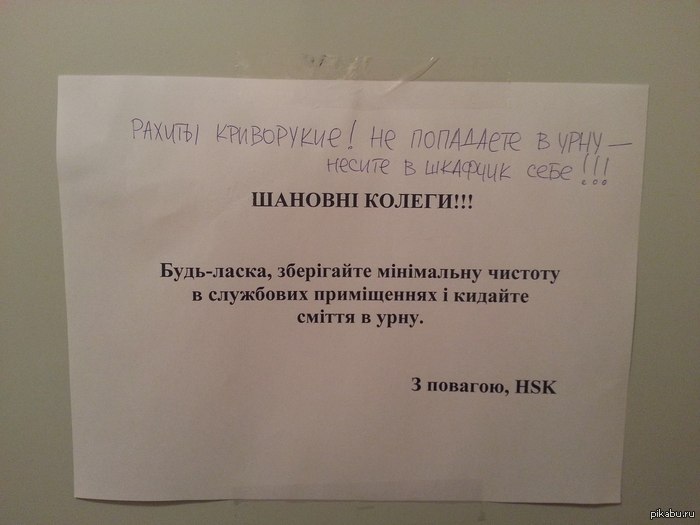 РАХИТЫ КРИВОРУКИЕ! НЕ ПОПАДАЕТЕ В УРНУ —
НЕСИТЕ В ШКАФЧИК СЕБЕ!!!
ШАНОВНІ КОЛЕГИ!!!
Будь-ласка, зберігайте мінімальну чистоту
в службових приміщеннях і кидайте
сміття в урну.
З повагою, HSK
pikabu.ru